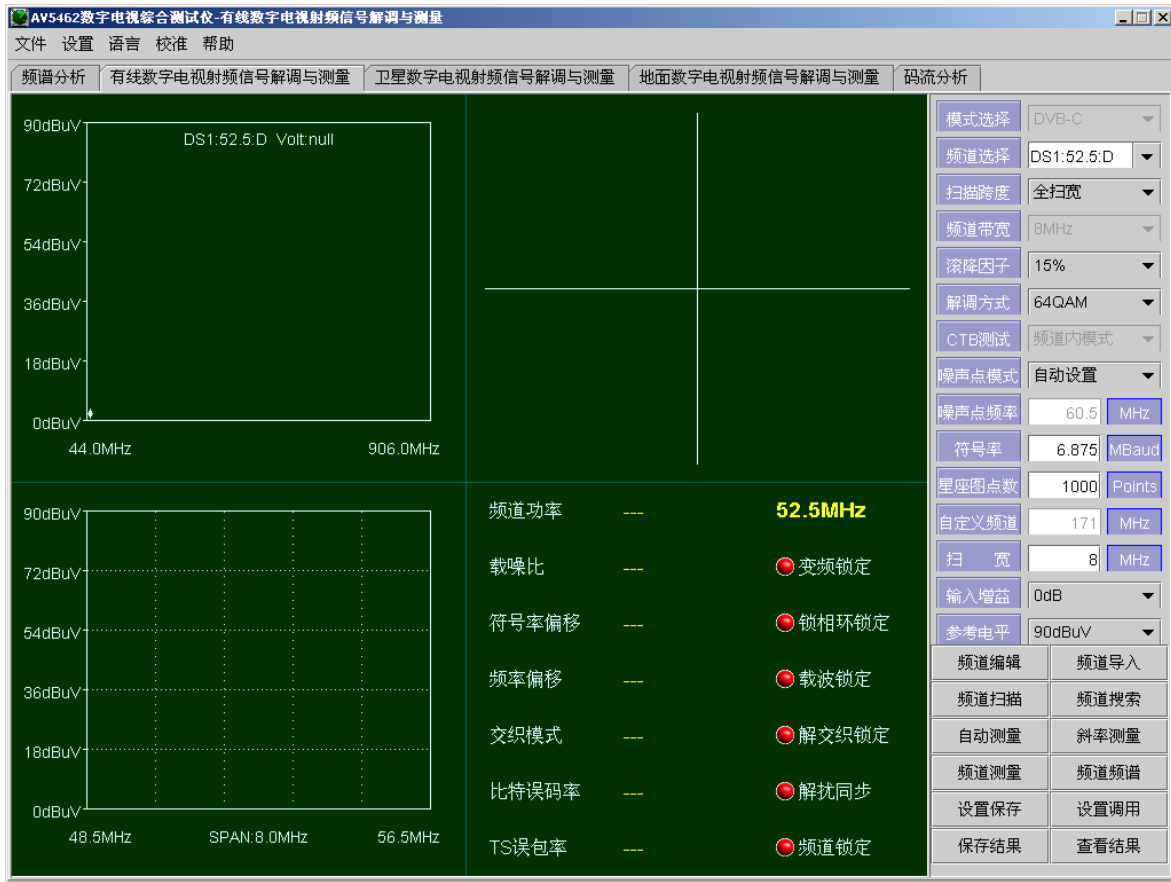 AV5462数字电视综合测试仪-有线数字电视射频信号解调与测量
文件 设置 语言 校准 帮助
频谱分析 有线数字电视射频信号解调与测量 卫星数字电视射频信号解调与测量 地面数字电视射频信号解调与测量 码流分析
90dBuV
DS1:52.5:D Volt:null
72dBuV
54dBuV
36dBuV
18dBuV
0dBuV
44.0MHz 906.0MHz
90dBuV
72dBuV
54dBuV
36dBuV
18dBuV
0dBuV
48.5MHz SPAN:8.0MHz 56.5MHz
频道功率 --- 52.5MHz
载噪比 --- 变频锁定
符号率偏移 --- 锁相环锁定
频率偏移 --- 载波锁定
交织模式 --- 解交织锁定
比特误码率 --- 解扰同步
TS误包率 --- 频道锁定
模式选择 DVB-C
频道选择 DS1:52.5:D
扫描跨度 全扫宽
频道带宽 8MHz
滚降因子 15%
解调方式 64QAM
CTB测试 频道内模式
噪声点模式 自动设置
噪声点频率 60.5 MHz
符号率 6.875 MBaud
星座图点数 1000 Points
自定义频道 171 MHz
扫 宽 8 MHz
输入增益 0dB
参考电平 90dBuV
频道编辑 频道导入
频道扫描 频道搜索
自动测量 斜率测量
频道测量 频道频谱
设置保存 设置调用
保存结果 查看结果